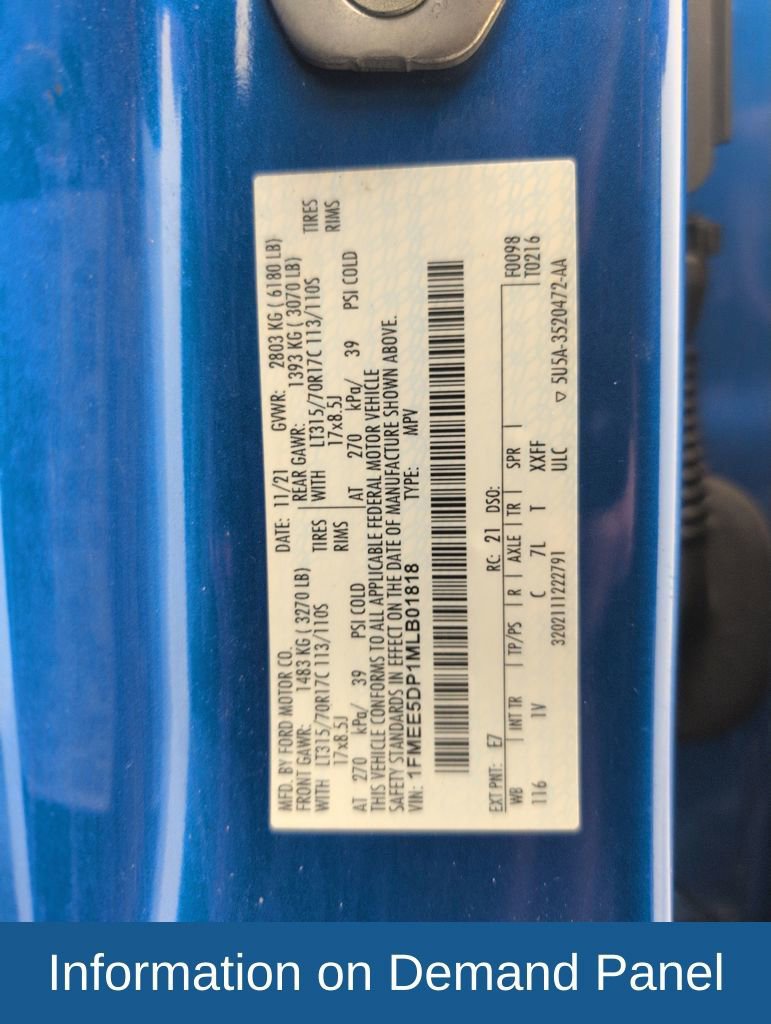 MFD. BY FORD MOTOR CO.
DATE: 11/21 GVWR: 2803 KG ( 6180 LB)
FRONT GAWR: 1483 KG ( 3270 LB)
REAR GAWR: 1393 KG ( 3070 LB)
WITH LT315/70R17C 113/110S TIRES
WITH LT315/70R17C 113/110S TIRES
17x8.5J RIMS
17x8.5J RIMS
AT 270 kPa/ 39 PSI COLD
AT 270 kPa/ 39 PSI COLD
THIS VEHICLE CONFORMS TO ALL APPLICABLE FEDERAL MOTOR VEHICLE
SAFETY STANDARDS IN EFFECT ON THE DATE OF MANUFACTURE SHOWN ABOVE.
VIN: 1FMEE5DP1MLB01818 TYPE: MPV
EXT PNT: E7 RC: 21 DSO: F0098
WB INT TR TP/PS R AXLE TR SPR T0216
116 1V C 7L T XXFF
3202111222791 ULC ▽ 5U5A-3520472-AA
Information on Demand Panel